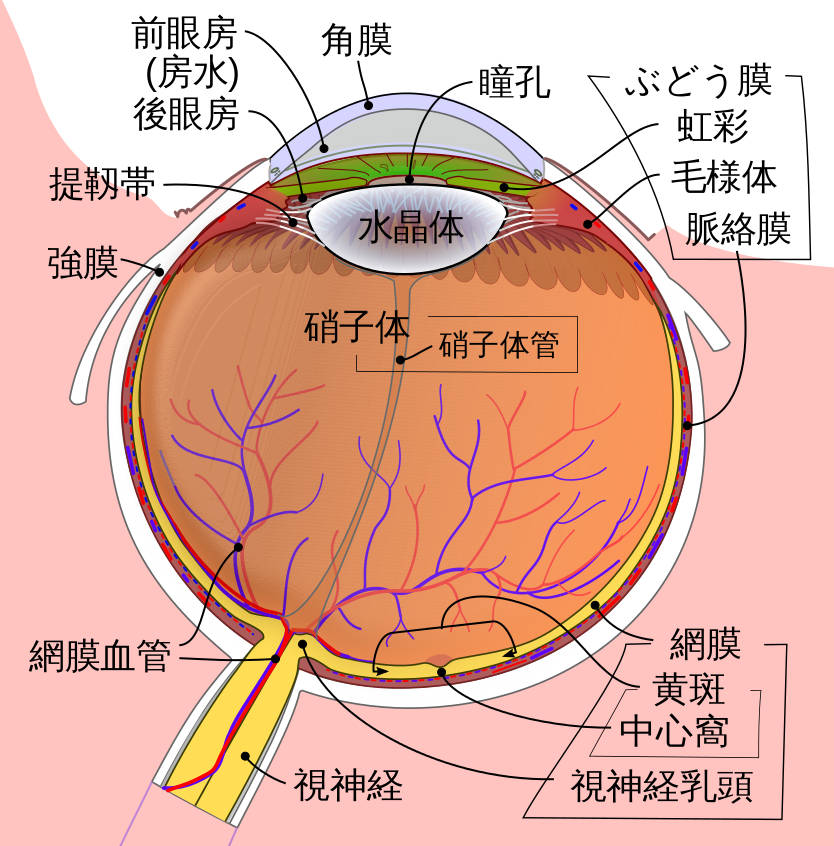 前眼房
(房水)
後眼房
角膜
瞳孔
ぶどう膜
虹彩
毛様体
脈絡膜
提靱帯
強膜
水晶体
硝子体
硝子体管
網膜血管
視神経
網膜
黄斑
中心窩
視神経乳頭